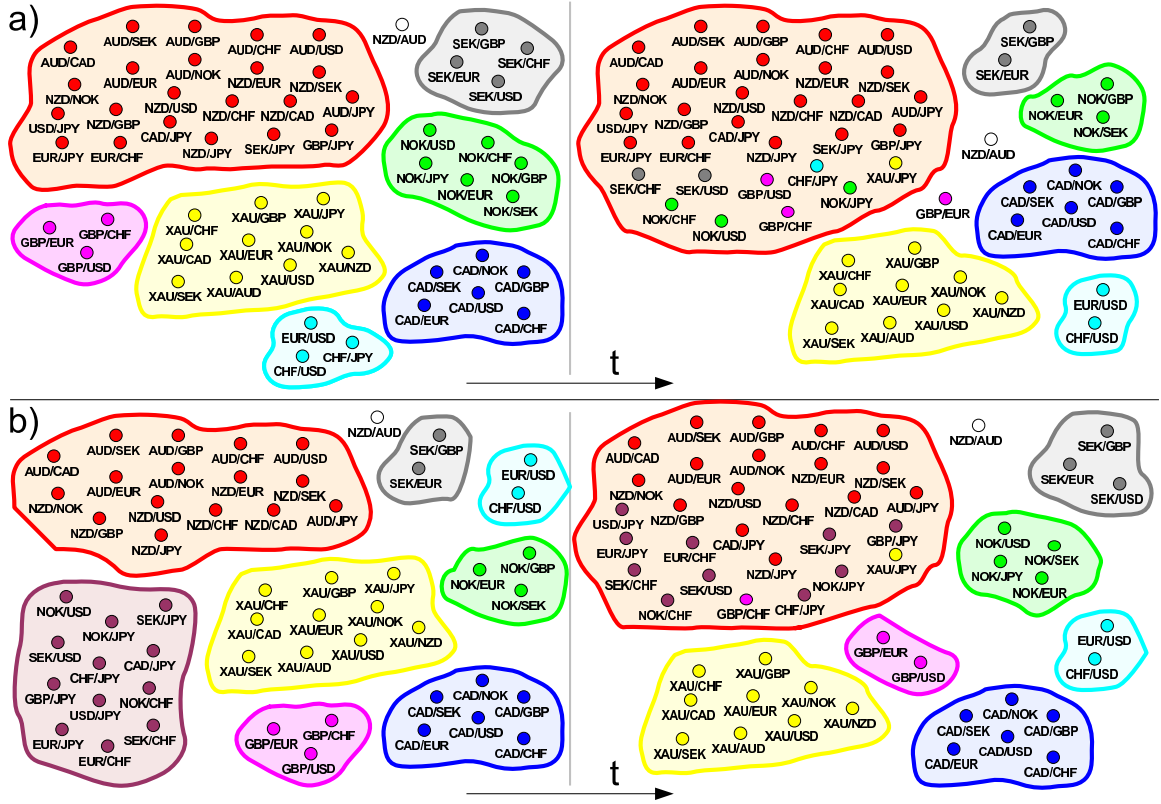 a)
AUD/SEK
AUD/GBP
AUD/CHF
AUD/USD
AUD/CAD
AUD/EUR
AUD/NOK
NZD/EUR
NZD/SEK
NZD/NOK
NZD/USD
NZD/CHF
NZD/CAD
AUD/JPY
USD/JPY
NZD/GBP
CAD/JPY
EUR/JPY
EUR/CHF
NZD/JPY
SEK/JPY
GBP/JPY
NZD/AUD
SEK/GBP
SEK/CHF
SEK/EUR
SEK/USD
NOK/USD
NOK/CHF
NOK/JPY
NOK/GBP
NOK/EUR
NOK/SEK
GBP/EUR
GBP/CHF
GBP/USD
XAU/GBP
XAU/JPY
XAU/CHF
XAU/NOK
XAU/CAD
XAU/EUR
XAU/NZD
XAU/USD
XAU/SEK
XAU/AUD
CAD/NOK
CAD/SEK
CAD/GBP
CAD/USD
CAD/EUR
CAD/CHF
EUR/USD
CHF/JPY
CHF/USD
AUD/SEK
AUD/GBP
AUD/CHF
AUD/USD
AUD/CAD
AUD/EUR
AUD/NOK
NZD/EUR
NZD/SEK
NZD/NOK
NZD/USD
NZD/CHF
NZD/CAD
AUD/JPY
USD/JPY
NZD/GBP
CAD/JPY
EUR/JPY
EUR/CHF
NZD/JPY
SEK/JPY
GBP/JPY
SEK/CHF
SEK/USD
GBP/USD
CHF/JPY
XAU/JPY
NOK/JPY
NOK/CHF
NOK/USD
GBP/CHF
SEK/GBP
SEK/EUR
NOK/GBP
NOK/EUR
NOK/SEK
NZD/AUD
GBP/EUR
CAD/NOK
CAD/SEK
CAD/GBP
CAD/USD
CAD/EUR
CAD/CHF
XAU/GBP
XAU/CHF
XAU/NOK
XAU/CAD
XAU/EUR
XAU/NZD
XAU/USD
XAU/SEK
XAU/AUD
EUR/USD
CHF/USD
t
b)
AUD/SEK
AUD/GBP
AUD/CHF
AUD/USD
AUD/CAD
AUD/EUR
AUD/NOK
NZD/EUR
NZD/SEK
NZD/NOK
NZD/USD
NZD/CHF
NZD/CAD
AUD/JPY
NZD/GBP
NZD/JPY
NZD/AUD
SEK/GBP
SEK/EUR
EUR/USD
CHF/USD
NOK/GBP
NOK/EUR
NOK/SEK
NOK/USD
SEK/JPY
NOK/JPY
SEK/USD
CAD/JPY
CHF/JPY
GBP/JPY
NOK/CHF
USD/JPY
EUR/JPY
SEK/CHF
EUR/CHF
XAU/GBP
XAU/JPY
XAU/CHF
XAU/NOK
XAU/CAD
XAU/EUR
XAU/NZD
XAU/USD
XAU/SEK
XAU/AUD
GBP/EUR
GBP/CHF
GBP/USD
CAD/NOK
CAD/SEK
CAD/GBP
CAD/USD
CAD/EUR
CAD/CHF
AUD/SEK
AUD/GBP
AUD/CHF
AUD/USD
AUD/CAD
AUD/EUR
AUD/NOK
NZD/EUR
NZD/SEK
NZD/NOK
NZD/USD
NZD/CAD
AUD/JPY
USD/JPY
NZD/GBP
NZD/CHF
GBP/JPY
EUR/JPY
EUR/CHF
CAD/JPY
SEK/JPY
XAU/JPY
SEK/CHF
SEK/USD
NZD/JPY
NOK/JPY
NOK/CHF
GBP/CHF
CHF/JPY
NZD/AUD
SEK/GBP
SEK/EUR
SEK/USD
NOK/USD
NOK/SEK
NOK/JPY
NOK/EUR
GBP/EUR
GBP/USD
EUR/USD
CHF/USD
XAU/GBP
XAU/CHF
XAU/NOK
XAU/CAD
XAU/EUR
XAU/NZD
XAU/USD
XAU/SEK
XAU/AUD
CAD/NOK
CAD/SEK
CAD/GBP
CAD/USD
CAD/EUR
CAD/CHF
t